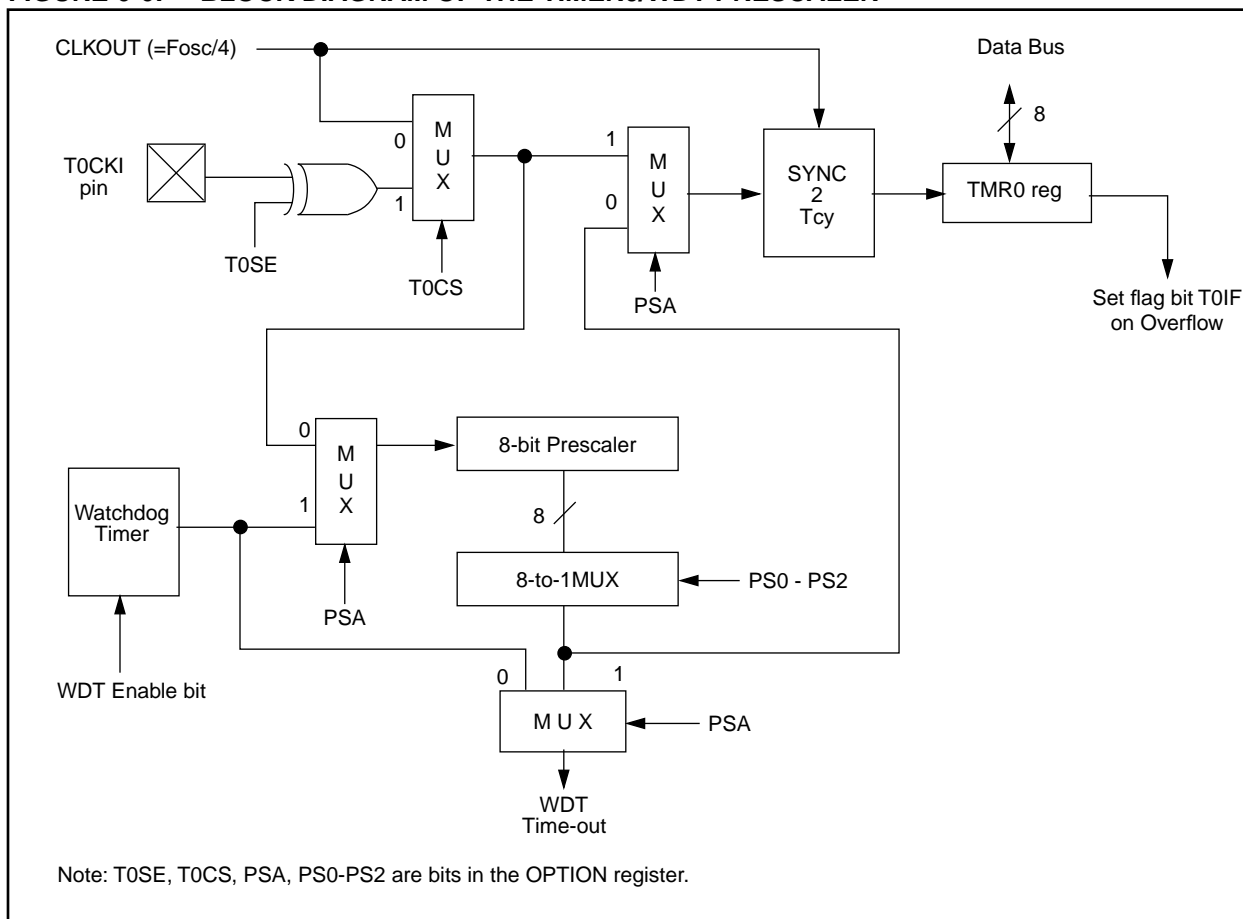 CLKOUT (=Fosc/4)
Data Bus
8
M
U
X
0
1
T0CKI
pin
T0SE
T0CS
1
0
M
U
X
PSA
SYNC
2
Tcy
TMR0 reg
Set flag bit T0IF
on Overflow
0
1
M
U
X
PSA
8-bit Prescaler
8
8-to-1MUX
PS0 - PS2
Watchdog
Timer
WDT Enable bit
0
1
M U X
PSA
WDT
Time-out
Note: T0SE, T0CS, PSA, PS0-PS2 are bits in the OPTION register.